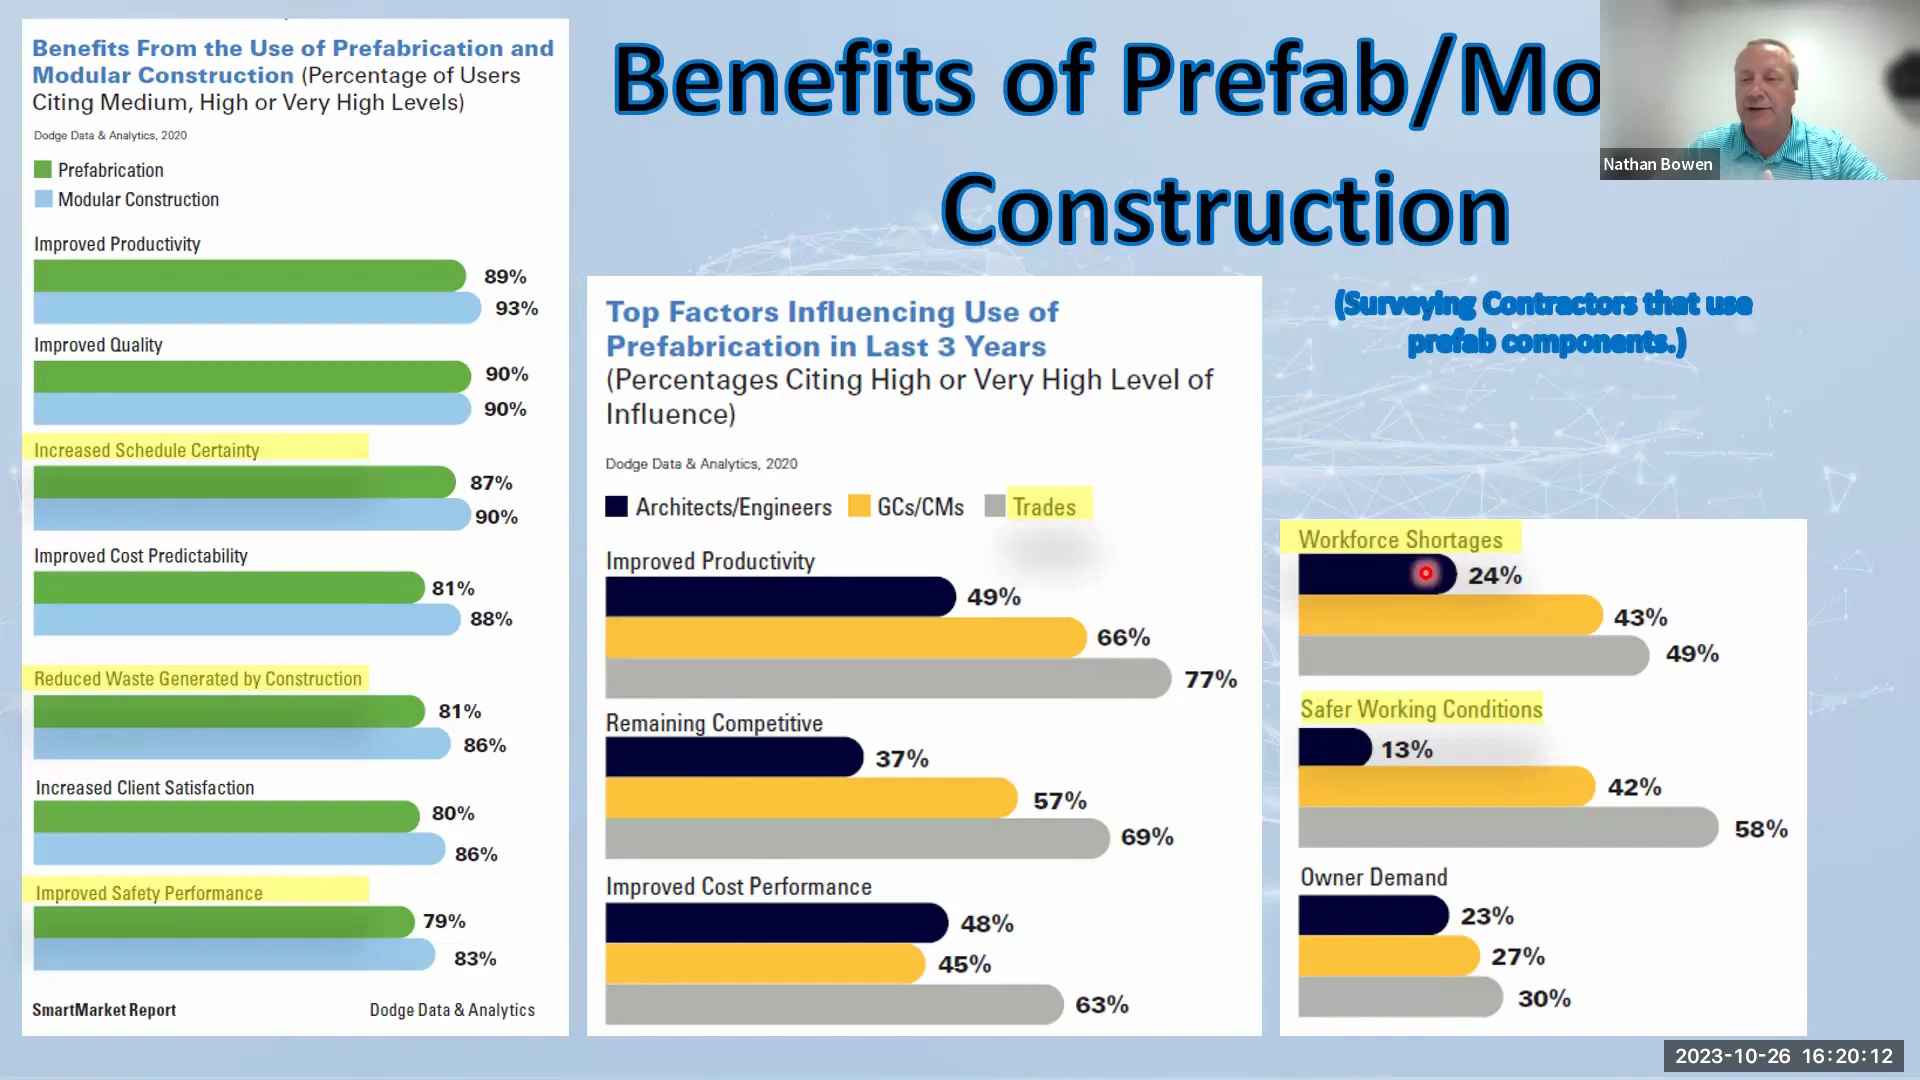 Benefits From the Use of Prefabrication and
Modular Construction (Percentage of Users
Citing Medium, High or Very High Levels)
Dodge Data & Analytics, 2020
Prefabrication
Modular Construction
Improved Productivity
89%
93%
Improved Quality
90%
90%
Increased Schedule Certainty
87%
90%
Improved Cost Predictability
81%
88%
Reduced Waste Generated by Construction
81%
86%
Increased Client Satisfaction
80%
86%
Improved Safety Performance
79%
83%
SmartMarket Report Dodge Data & Analytics
Benefits of Prefab/Mo
Construction
Nathan Bowen
(Surveying Contractors that use
prefab components.)
Top Factors Influencing Use of
Prefabrication in Last 3 Years
(Percentages Citing High or Very High Level of
Influence)
Dodge Data & Analytics, 2020
Architects/Engineers GCs/CMs Trades
Improved Productivity
49%
66%
77%
Remaining Competitive
37%
57%
69%
Improved Cost Performance
48%
45%
63%
Workforce Shortages
24%
43%
49%
Safer Working Conditions
13%
42%
58%
Owner Demand
23%
27%
30%
2023-10-26 16:20:12